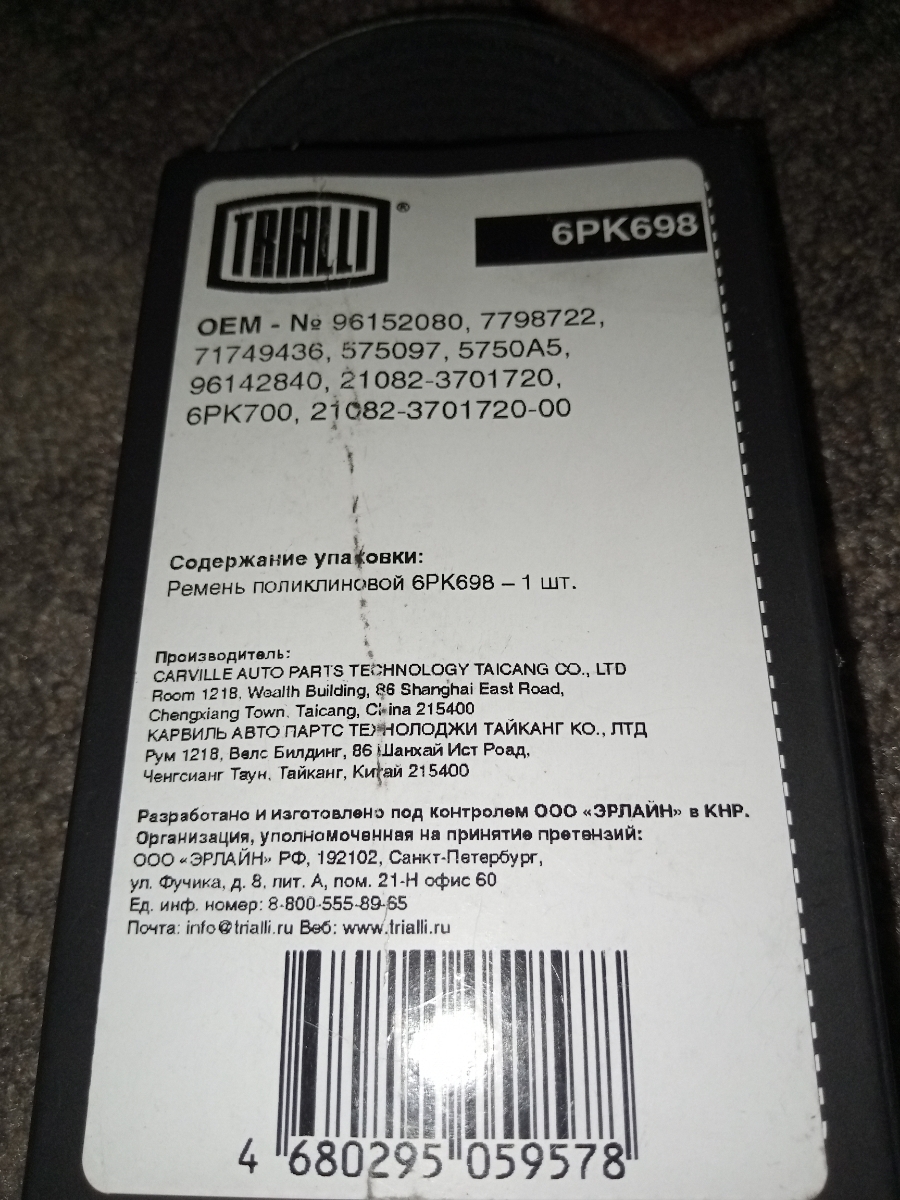 TRIALLI ®
6PK698
OEM - № 96152080, 7798722,
71749436, 575097, 5750A5,
96142840, 21082-3701720,
6PK700, 21082-3701720-00
Содержание упаковки:
Ремень поликлиновой 6PK698 – 1 шт.
Производитель:
CARVILLE AUTO PARTS TECHNOLOGY TAICANG CO., LTD
Room 1218, Wealth Building, 86 Shanghai East Road,
Chengxiang Town, Taicang, China 215400
КАРВИЛЬ АВТО ПАРТС ТЕХНОЛОДЖИ ТАЙКАНГ КО., ЛТД
Рум 1218, Велс Билдинг, 86 Шанхай Ист Роад,
Ченгсианг Таун, Тайканг, Китай 215400
Разработано и изготовлено под контролем ООО «ЭРЛАЙН» в КНР.
Организация, уполномоченная на принятие претензий:
ООО «ЭРЛАЙН» РФ, 192102, Санкт-Петербург,
ул. Фучика, д. 8, лит. А, пом. 21-Н офис 60
Ед. инф. номер: 8-800-555-89-65
Почта: info@trialli.ru Веб: www.trialli.ru
4 680295 059578